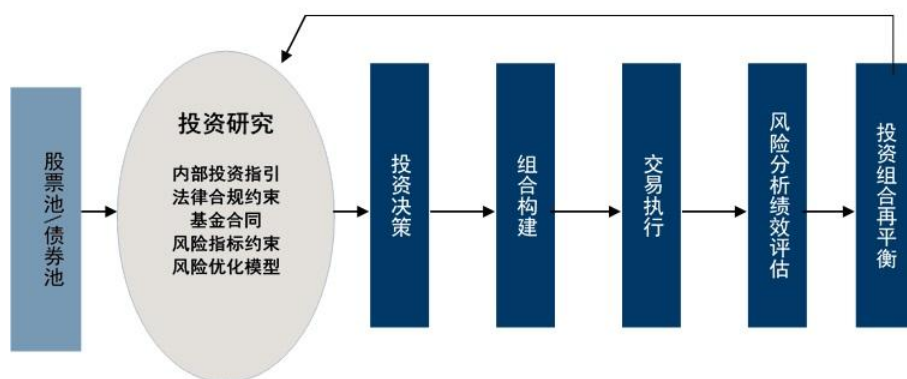 股票池\债券池
投资研究
内部投资指引
法律合规约束
基金合同
风险指标约束
风险优化模型
投资决策
组合构建
交易执行
风险分析绩效评估
投资组合再平衡